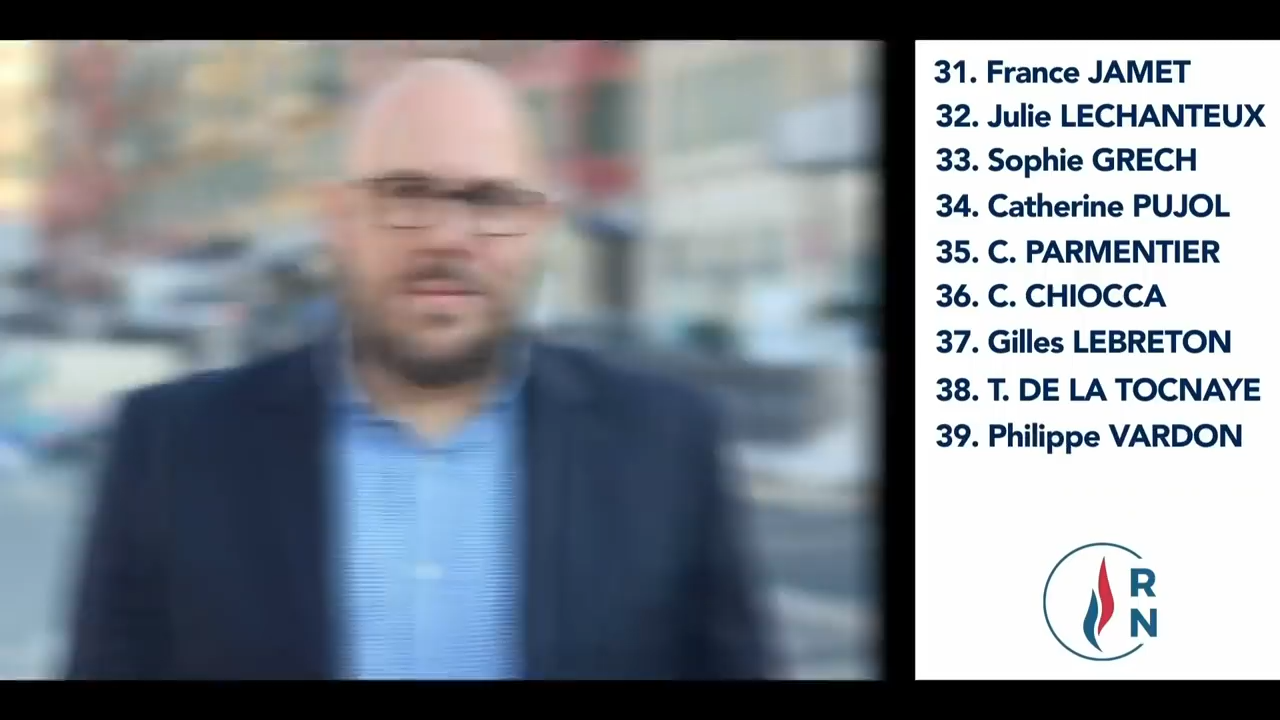 31. France JAMET
32. Julie LECHANTEUX
33. Sophie GRECH
34. Catherine PUJOL
35. C. PARMENTIER
36. C. CHIOCCA
37. Gilles LEBRETON
38. T. DE LA TOCNAYE
39. Philippe VARDON
R
N